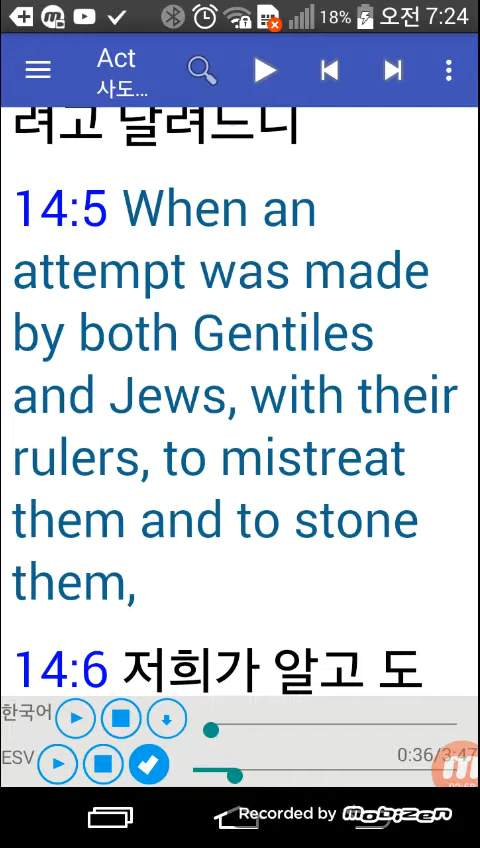 18% 오전 7:24
Act
사도...
려고 달려드니
14:5 When an
attempt was made
by both Gentiles
and Jews, with their
rulers, to mistreat
them and to stone
them,
14:6 저희가 알고 도
한국어
ESV 0:36/3:47
Recorded by MOBIZEN